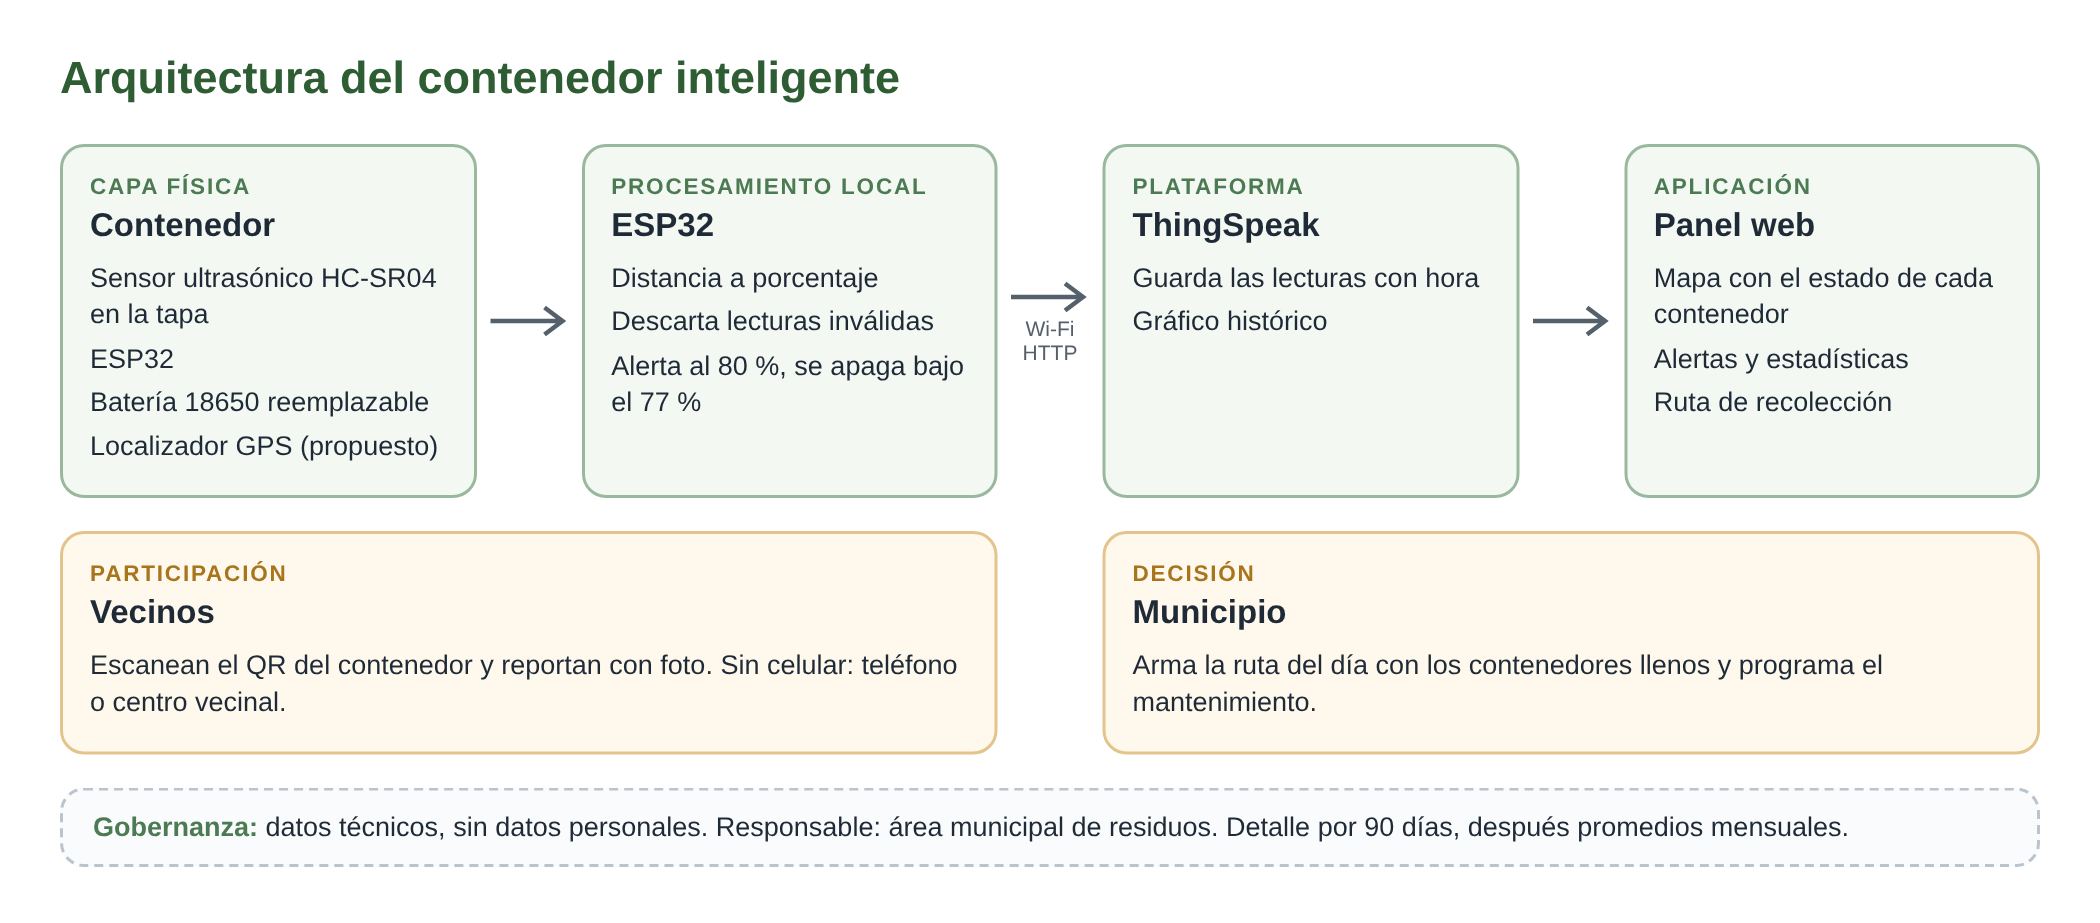 Arquitectura del contenedor inteligente
CAPA FÍSICA
Contenedor
Sensor ultrasónico HC-SR04
en la tapa
ESP32
Batería 18650 reemplazable
Localizador GPS (propuesto)
PROCESAMIENTO LOCAL
ESP32
Distancia a porcentaje
Descarta lecturas inválidas
Alerta al 80 %, se apaga bajo
el 77 %
Wi-Fi
HTTP
PLATAFORMA
ThingSpeak
Guarda las lecturas con hora
Gráfico histórico
APLICACIÓN
Panel web
Mapa con el estado de cada
contenedor
Alertas y estadísticas
Ruta de recolección
PARTICIPACIÓN
Vecinos
Escanean el QR del contenedor y reportan con foto. Sin celular: teléfono
o centro vecinal.
DECISIÓN
Municipio
Arma la ruta del día con los contenedores llenos y programa el
mantenimiento.
Gobernanza: datos técnicos, sin datos personales. Responsable: área municipal de residuos. Detalle por 90 días, después promedios mensuales.